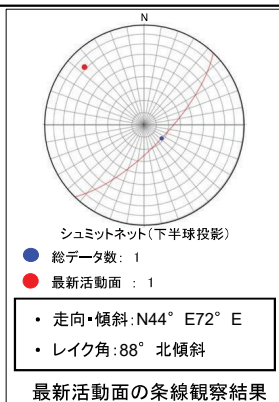 N
シュミットネット(下半球投影)
総データ数: 1
最新活動面 : 1
• 走向・傾斜:N44° E72° E
• レイク角:88° 北傾斜
最新活動面の条線観察結果